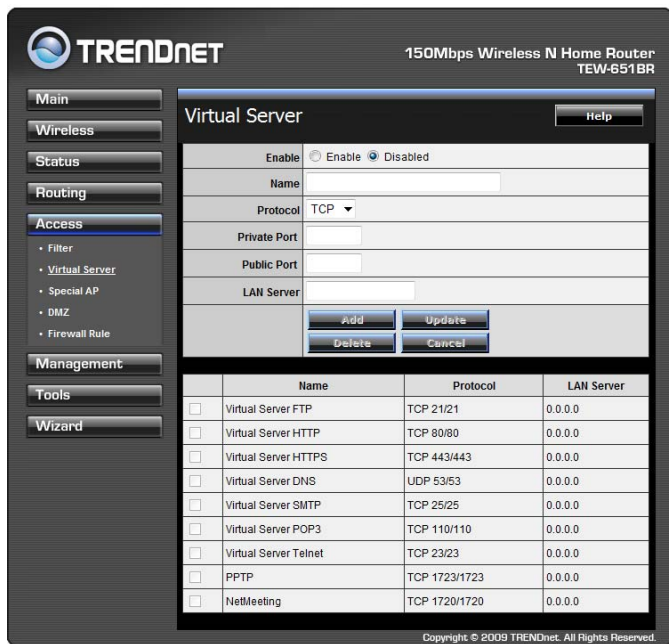 TRENDNET
150Mbps Wireless N Home Router
TEW-651BR
Main
Wireless
Status
Routing
Access
• Filter
• Virtual Server
• Special AP
• DMZ
• Firewall Rule
Management
Tools
Wizard
Virtual Server
Help
Enable Enable Disabled
Name
Protocol TCP
Private Port
Public Port
LAN Server
Add Update
Delete Cancel
Name Protocol LAN Server
Virtual Server FTP TCP 21/21 0.0.0.0
Virtual Server HTTP TCP 80/80 0.0.0.0
Virtual Server HTTPS TCP 443/443 0.0.0.0
Virtual Server DNS UDP 53/53 0.0.0.0
Virtual Server SMTP TCP 25/25 0.0.0.0
Virtual Server POP3 TCP 110/110 0.0.0.0
Virtual Server Telnet TCP 23/23 0.0.0.0
PPTP TCP 1723/1723 0.0.0.0
NetMeeting TCP 1720/1720 0.0.0.0
Copyright © 2009 TRENDnet. All Rights Reserved.